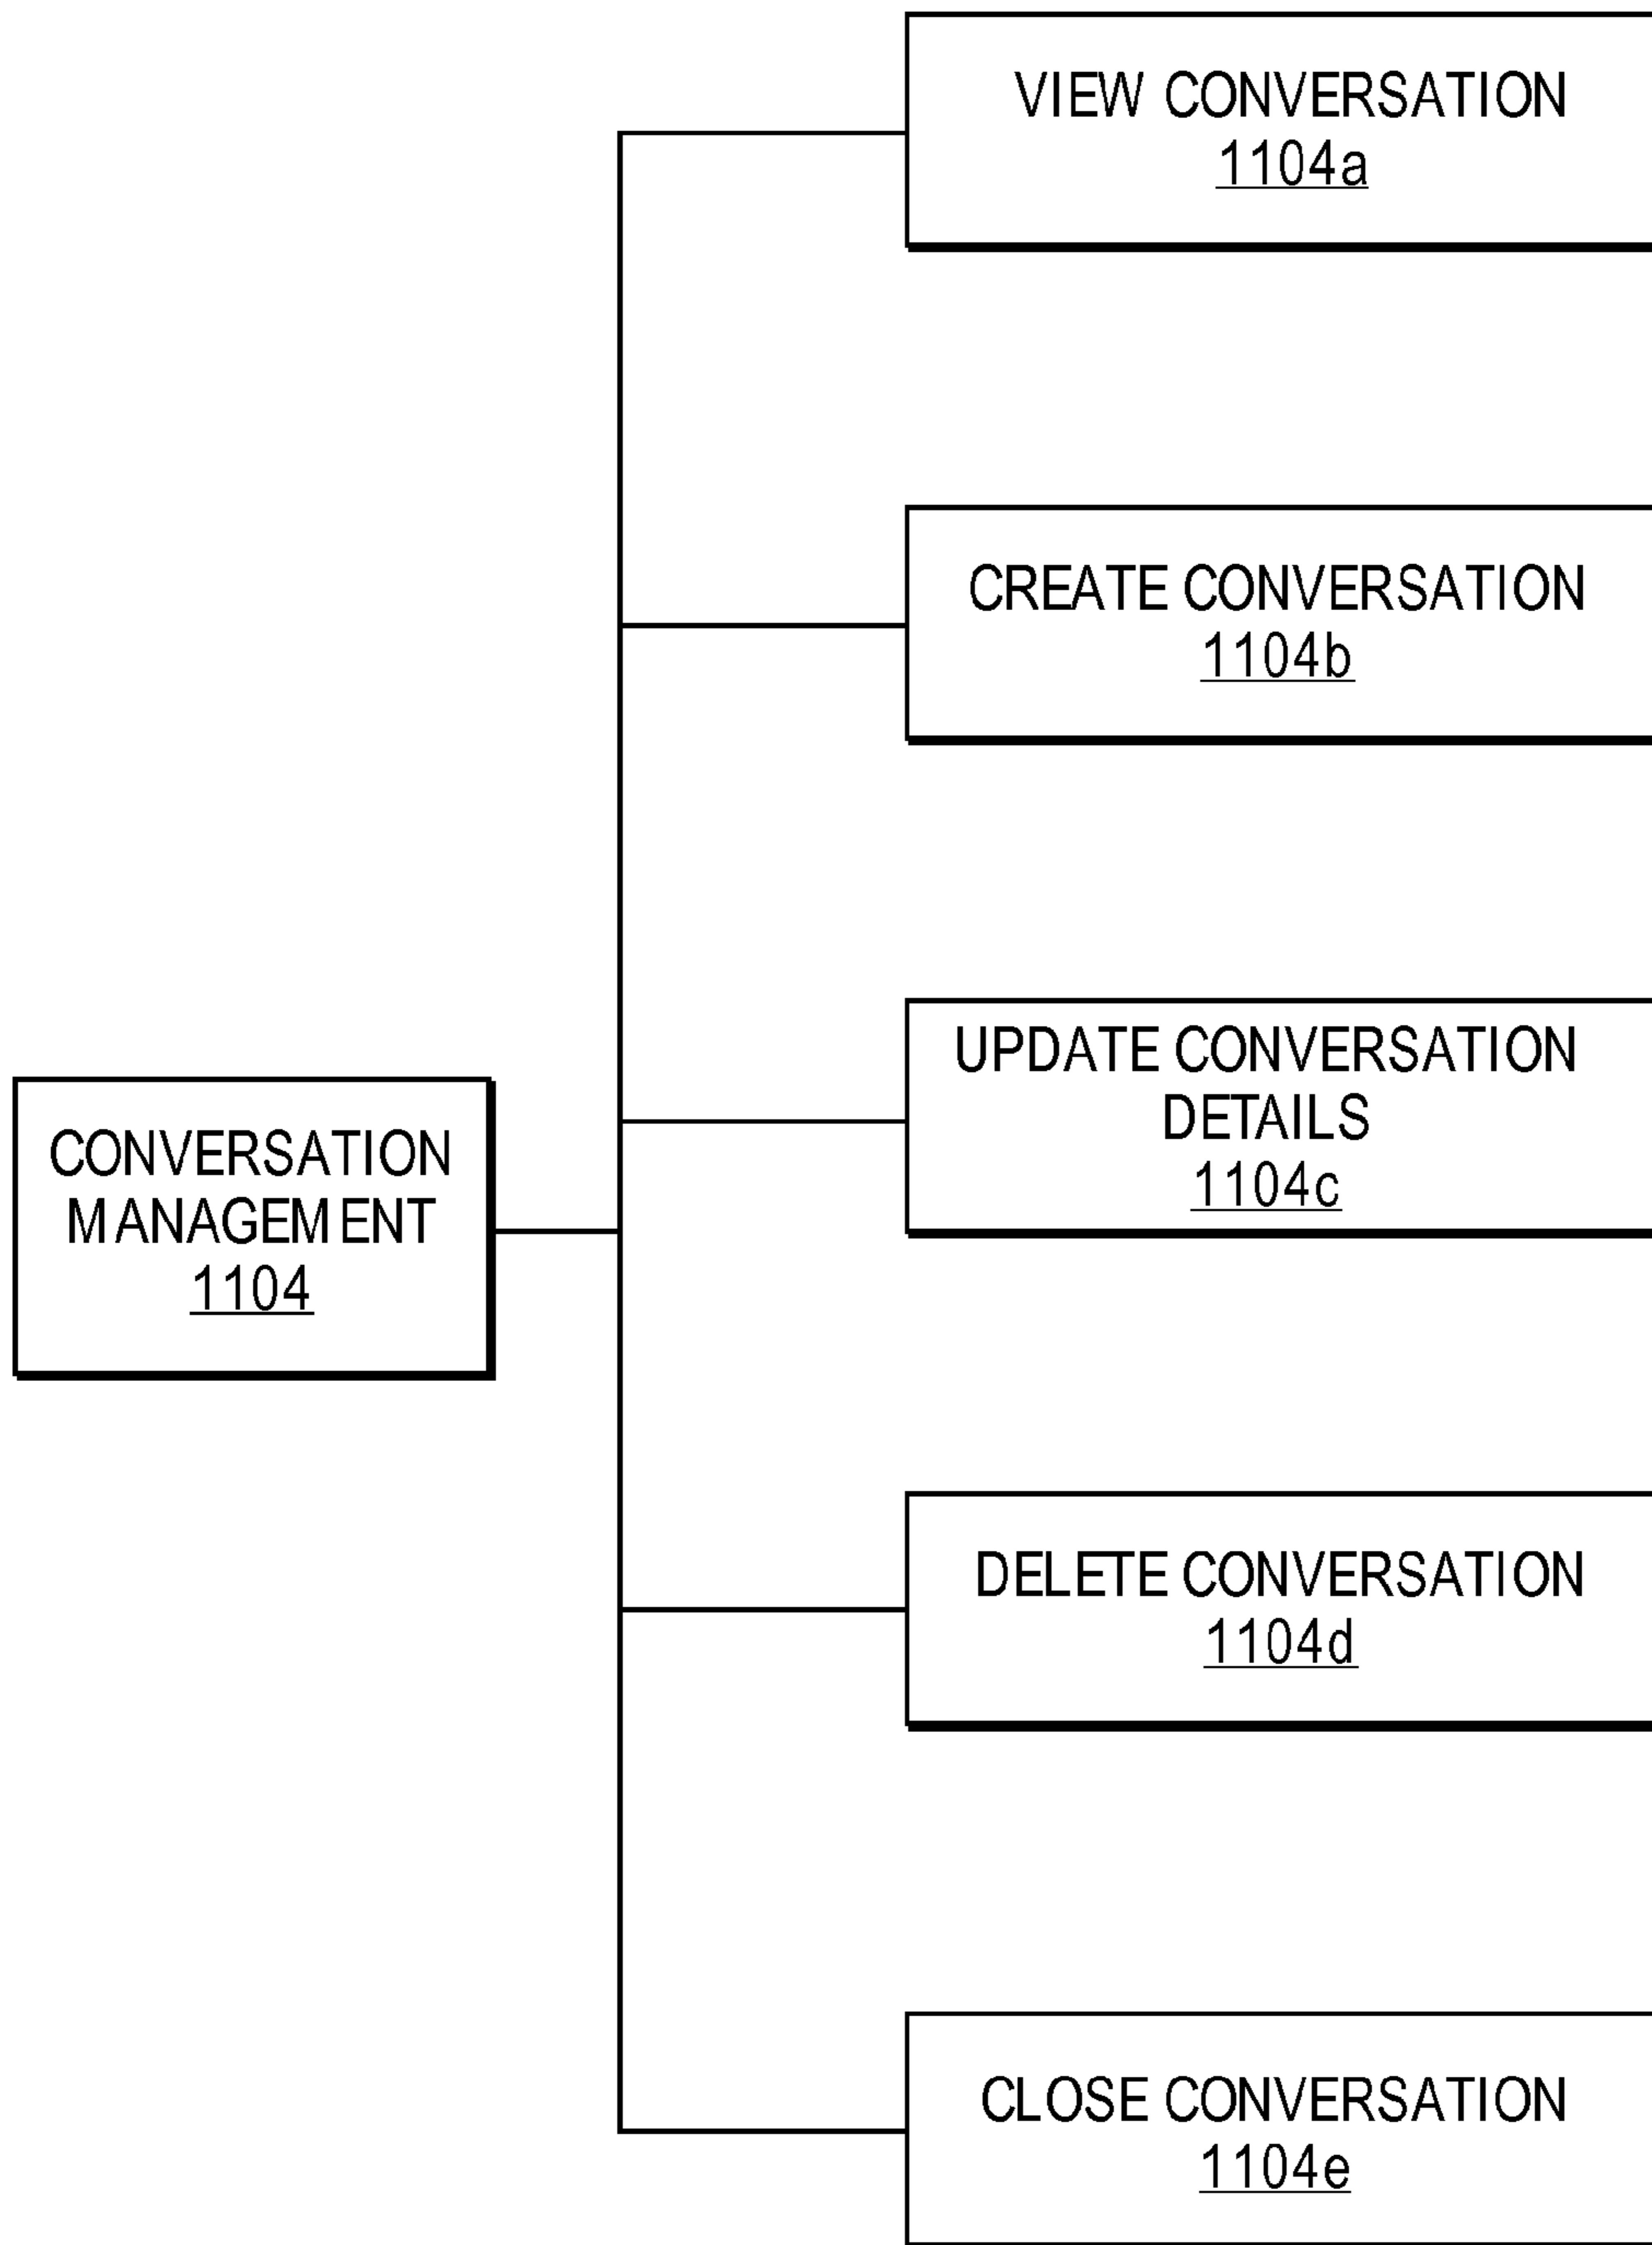 VIEW CONVERSATION
1104a
CREATE CONVERSATION
1104b
UPDATE CONVERSATION
DETAILS
1104c
CONVERSATION
MANAGEMENT
1104
DELETE CONVERSATION
1104d
CLOSE CONVERSATION
1104e